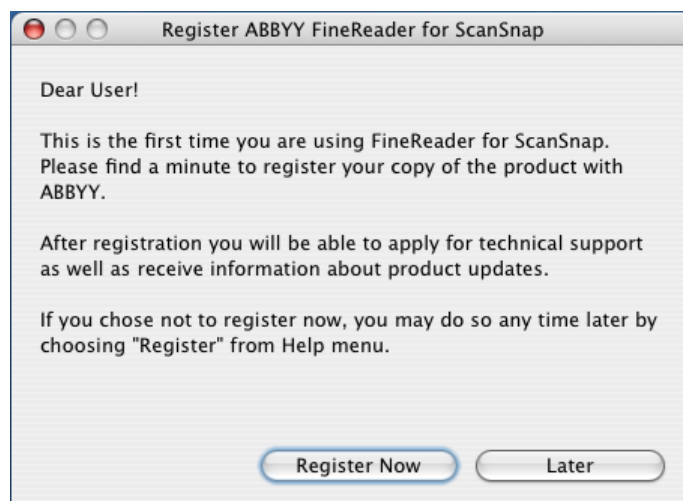 Register ABBYY FineReader for ScanSnap
Dear User!
This is the first time you are using FineReader for ScanSnap.
Please find a minute to register your copy of the product with
ABBYY.
After registration you will be able to apply for technical support
as well as receive information about product updates.
If you chose not to register now, you may do so any time later by
choosing "Register" from Help menu.
Register Now
Later